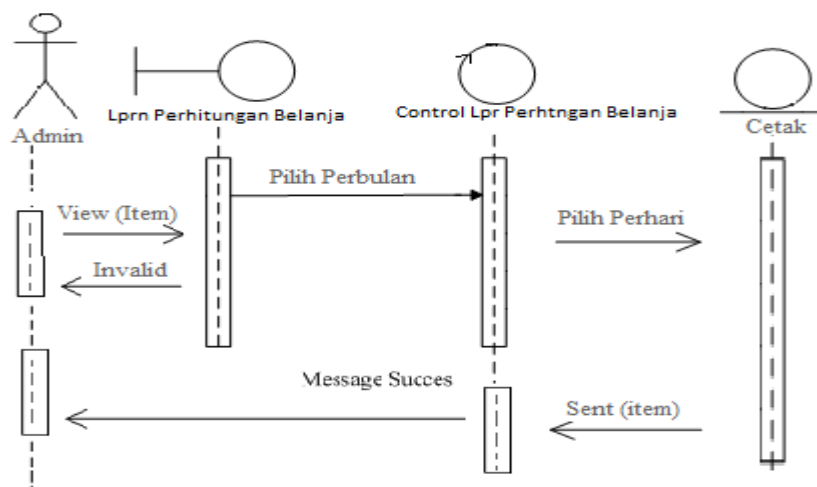 Admin
Lprn Perhitungan Belanja
Control Lpr Perhtngan Belanja
Cetak
Pilih Perbulan
View (Item)
Pilih Perhari
Invalid
Message Succes
Sent (item)